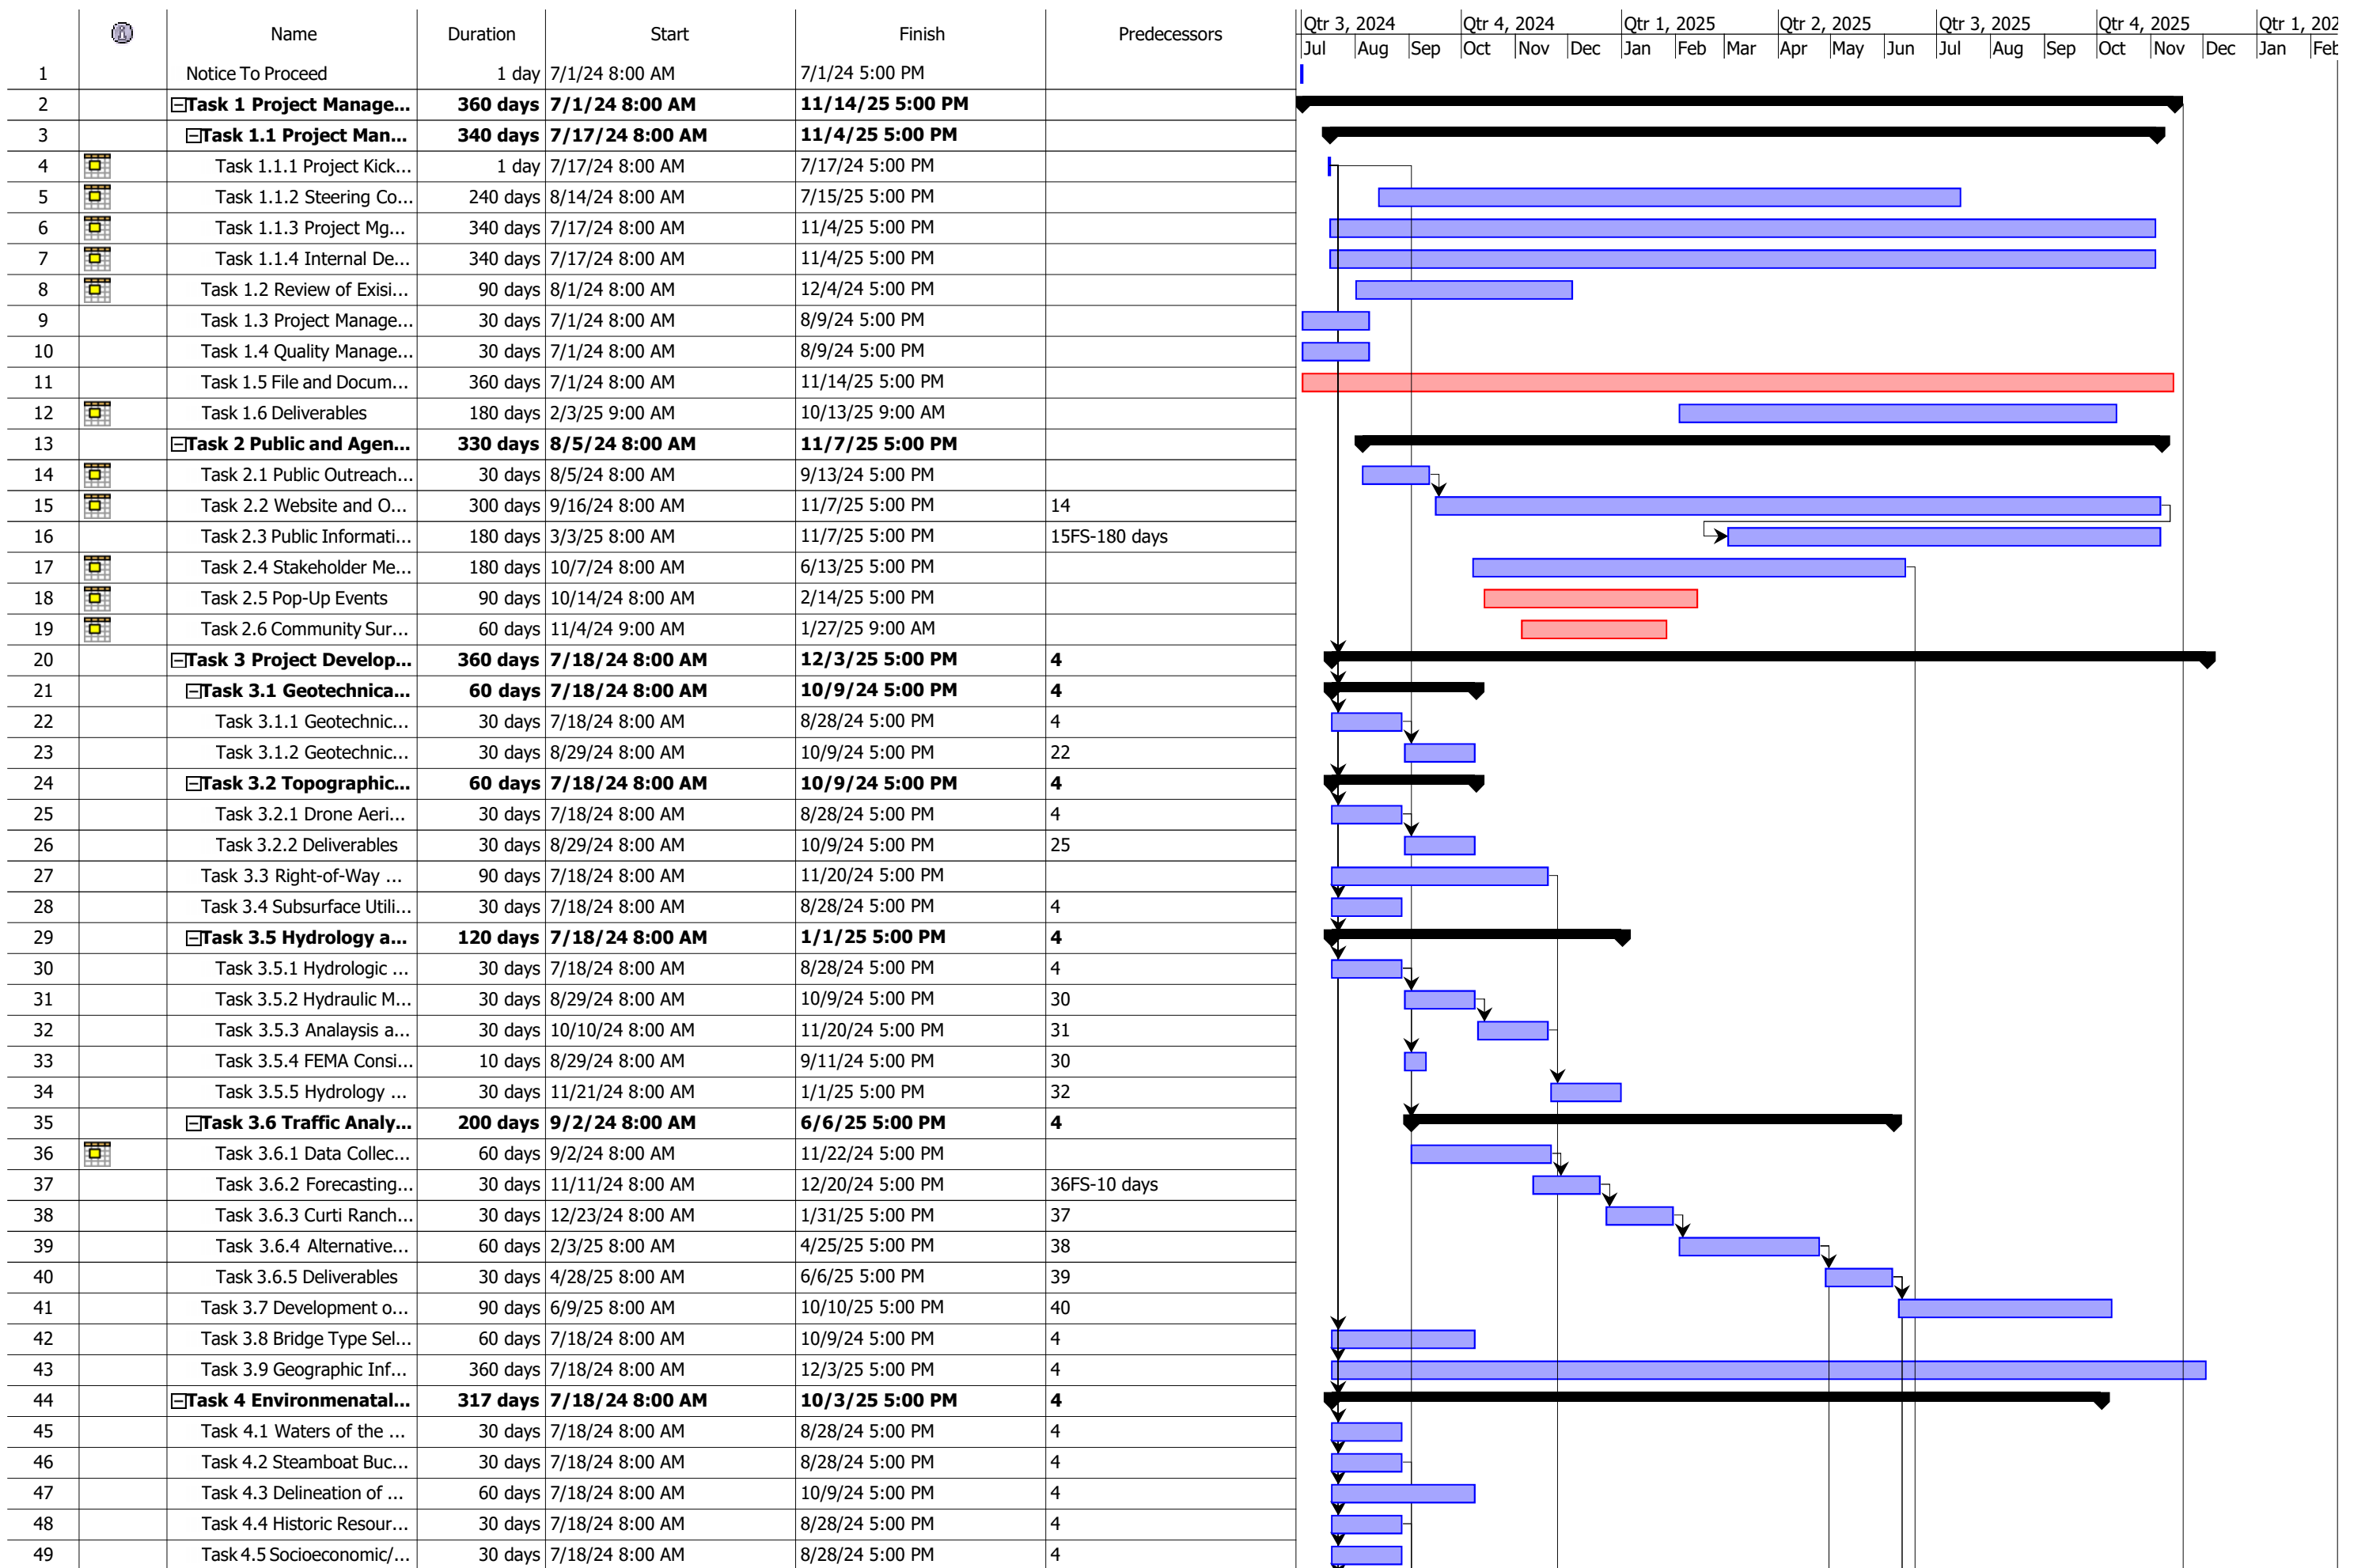 Name Duration Start Finish Predecessors Qtr 3, 2024 Qtr 4, 2024 Qtr 1, 2025 Qtr 2, 2025 Qtr 3, 2025 Qtr 4, 2025 Qtr 1, 202
Jul Aug Sep Oct Nov Dec Jan Feb Mar Apr May Jun Jul Aug Sep Oct Nov Dec Jan Feb
1 Notice To Proceed 1 day 7/1/24 8:00 AM 7/1/24 5:00 PM
2 Task 1 Project Manage... 360 days 7/1/24 8:00 AM 11/14/25 5:00 PM
3 Task 1.1 Project Man... 340 days 7/17/24 8:00 AM 11/4/25 5:00 PM
4 Task 1.1.1 Project Kick... 1 day 7/17/24 8:00 AM 7/17/24 5:00 PM
5 Task 1.1.2 Steering Co... 240 days 8/14/24 8:00 AM 7/15/25 5:00 PM
6 Task 1.1.3 Project Mg... 340 days 7/17/24 8:00 AM 11/4/25 5:00 PM
7 Task 1.1.4 Internal De... 340 days 7/17/24 8:00 AM 11/4/25 5:00 PM
8 Task 1.2 Review of Exisi... 90 days 8/1/24 8:00 AM 12/4/24 5:00 PM
9 Task 1.3 Project Manage... 30 days 7/1/24 8:00 AM 8/9/24 5:00 PM
10 Task 1.4 Quality Manage... 30 days 7/1/24 8:00 AM 8/9/24 5:00 PM
11 Task 1.5 File and Docum... 360 days 7/1/24 8:00 AM 11/14/25 5:00 PM
12 Task 1.6 Deliverables 180 days 2/3/25 9:00 AM 10/13/25 9:00 AM
13 Task 2 Public and Agen... 330 days 8/5/24 8:00 AM 11/7/25 5:00 PM
14 Task 2.1 Public Outreach... 30 days 8/5/24 8:00 AM 9/13/24 5:00 PM
15 Task 2.2 Website and O... 300 days 9/16/24 8:00 AM 11/7/25 5:00 PM 14
16 Task 2.3 Public Informati... 180 days 3/3/25 8:00 AM 11/7/25 5:00 PM 15FS-180 days
17 Task 2.4 Stakeholder Me... 180 days 10/7/24 8:00 AM 6/13/25 5:00 PM
18 Task 2.5 Pop-Up Events 90 days 10/14/24 8:00 AM 2/14/25 5:00 PM
19 Task 2.6 Community Sur... 60 days 11/4/24 9:00 AM 1/27/25 9:00 AM
20 Task 3 Project Develop... 360 days 7/18/24 8:00 AM 12/3/25 5:00 PM 4
21 Task 3.1 Geotechnica... 60 days 7/18/24 8:00 AM 10/9/24 5:00 PM 4
22 Task 3.1.1 Geotechnic... 30 days 7/18/24 8:00 AM 8/28/24 5:00 PM 4
23 Task 3.1.2 Geotechnic... 30 days 8/29/24 8:00 AM 10/9/24 5:00 PM 22
24 Task 3.2 Topographic... 60 days 7/18/24 8:00 AM 10/9/24 5:00 PM 4
25 Task 3.2.1 Drone Aeri... 30 days 7/18/24 8:00 AM 8/28/24 5:00 PM 4
26 Task 3.2.2 Deliverables 30 days 8/29/24 8:00 AM 10/9/24 5:00 PM 25
27 Task 3.3 Right-of-Way ... 90 days 7/18/24 8:00 AM 11/20/24 5:00 PM
28 Task 3.4 Subsurface Utili... 30 days 7/18/24 8:00 AM 8/28/24 5:00 PM 4
29 Task 3.5 Hydrology a... 120 days 7/18/24 8:00 AM 1/1/25 5:00 PM 4
30 Task 3.5.1 Hydrologic ... 30 days 7/18/24 8:00 AM 8/28/24 5:00 PM 4
31 Task 3.5.2 Hydraulic M... 30 days 8/29/24 8:00 AM 10/9/24 5:00 PM 30
32 Task 3.5.3 Analaysis a... 30 days 10/10/24 8:00 AM 11/20/24 5:00 PM 31
33 Task 3.5.4 FEMA Consi... 10 days 8/29/24 8:00 AM 9/11/24 5:00 PM 30
34 Task 3.5.5 Hydrology ... 30 days 11/21/24 8:00 AM 1/1/25 5:00 PM 32
35 Task 3.6 Traffic Analy... 200 days 9/2/24 8:00 AM 6/6/25 5:00 PM 4
36 Task 3.6.1 Data Collec... 60 days 9/2/24 8:00 AM 11/22/24 5:00 PM
37 Task 3.6.2 Forecasting... 30 days 11/11/24 8:00 AM 12/20/24 5:00 PM 36FS-10 days
38 Task 3.6.3 Curti Ranch... 30 days 12/23/24 8:00 AM 1/31/25 5:00 PM 37
39 Task 3.6.4 Alternative... 60 days 2/3/25 8:00 AM 4/25/25 5:00 PM 38
40 Task 3.6.5 Deliverables 30 days 4/28/25 8:00 AM 6/6/25 5:00 PM 39
41 Task 3.7 Development o... 90 days 6/9/25 8:00 AM 10/10/25 5:00 PM 40
42 Task 3.8 Bridge Type Sel... 60 days 7/18/24 8:00 AM 10/9/24 5:00 PM 4
43 Task 3.9 Geographic Inf... 360 days 7/18/24 8:00 AM 12/3/25 5:00 PM 4
44 Task 4 Environmenatal... 317 days 7/18/24 8:00 AM 10/3/25 5:00 PM 4
45 Task 4.1 Waters of the ... 30 days 7/18/24 8:00 AM 8/28/24 5:00 PM 4
46 Task 4.2 Steamboat Buc... 30 days 7/18/24 8:00 AM 8/28/24 5:00 PM 4
47 Task 4.3 Delineation of ... 60 days 7/18/24 8:00 AM 10/9/24 5:00 PM 4
48 Task 4.4 Historic Resour... 30 days 7/18/24 8:00 AM 8/28/24 5:00 PM 4
49 Task 4.5 Socioeconomic/... 30 days 7/18/24 8:00 AM 8/28/24 5:00 PM 4